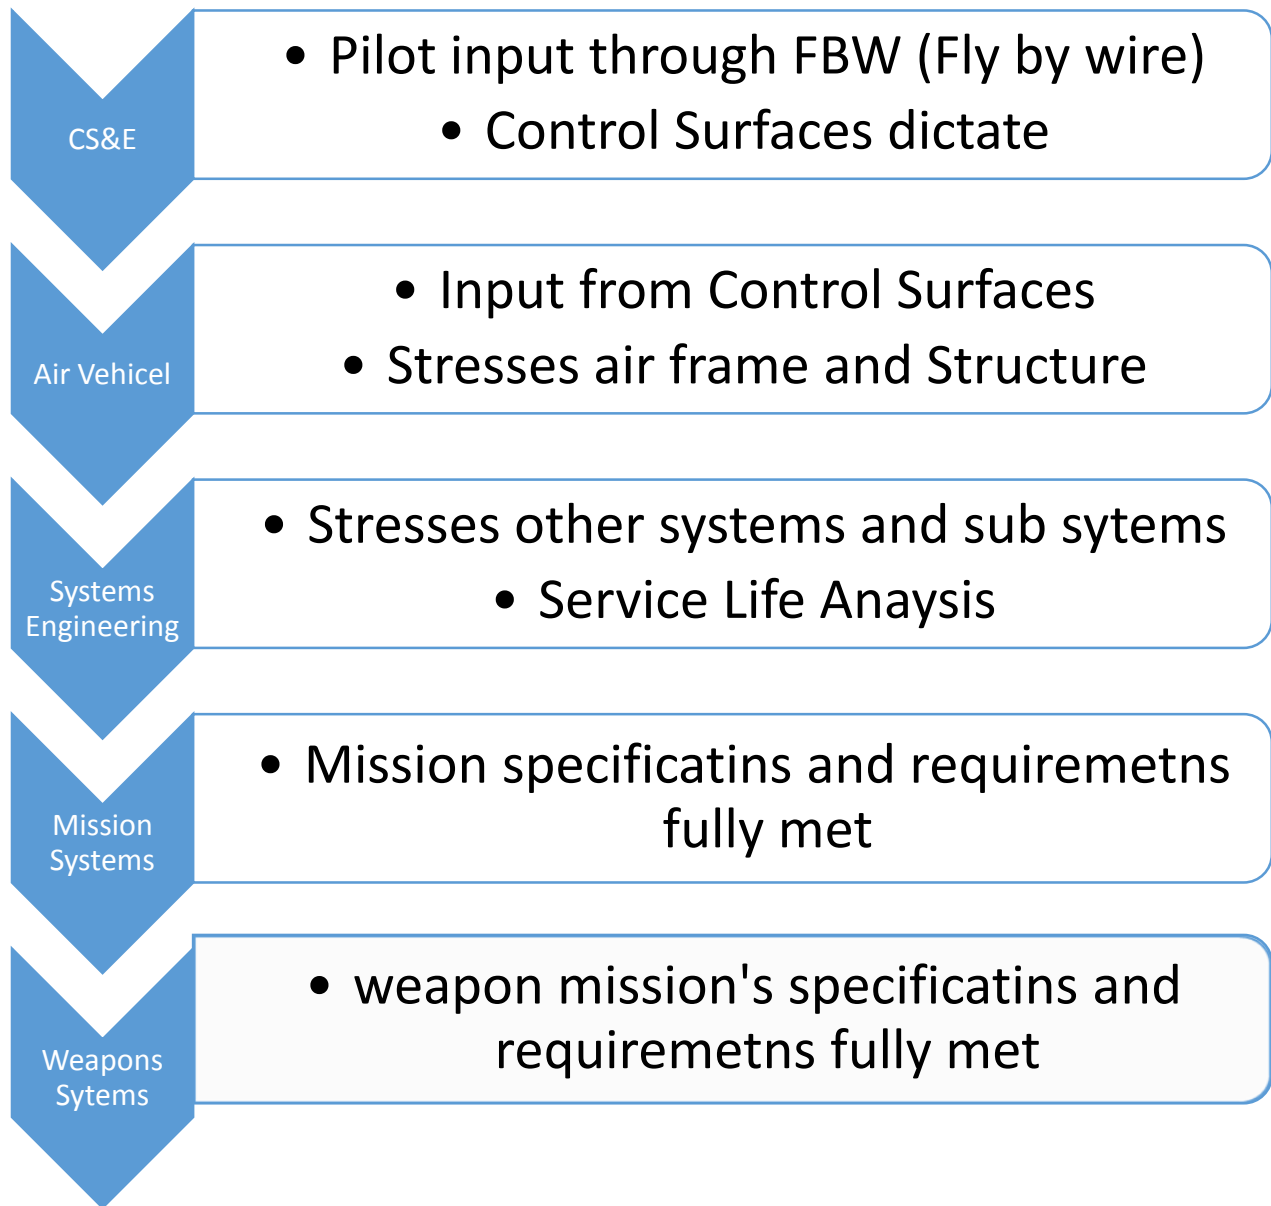 CS&E
• Pilot input through FBW (Fly by wire)
• Control Surfaces dictate
Air Vehicel
• Input from Control Surfaces
• Stresses air frame and Structure
Systems
Engineering
• Stresses other systems and sub sytems
• Service Life Anaysis
Mission
Systems
• Mission specificatins and requiremetns
fully met
Weapons
Sytems
• weapon mission's specificatins and
requiremetns fully met